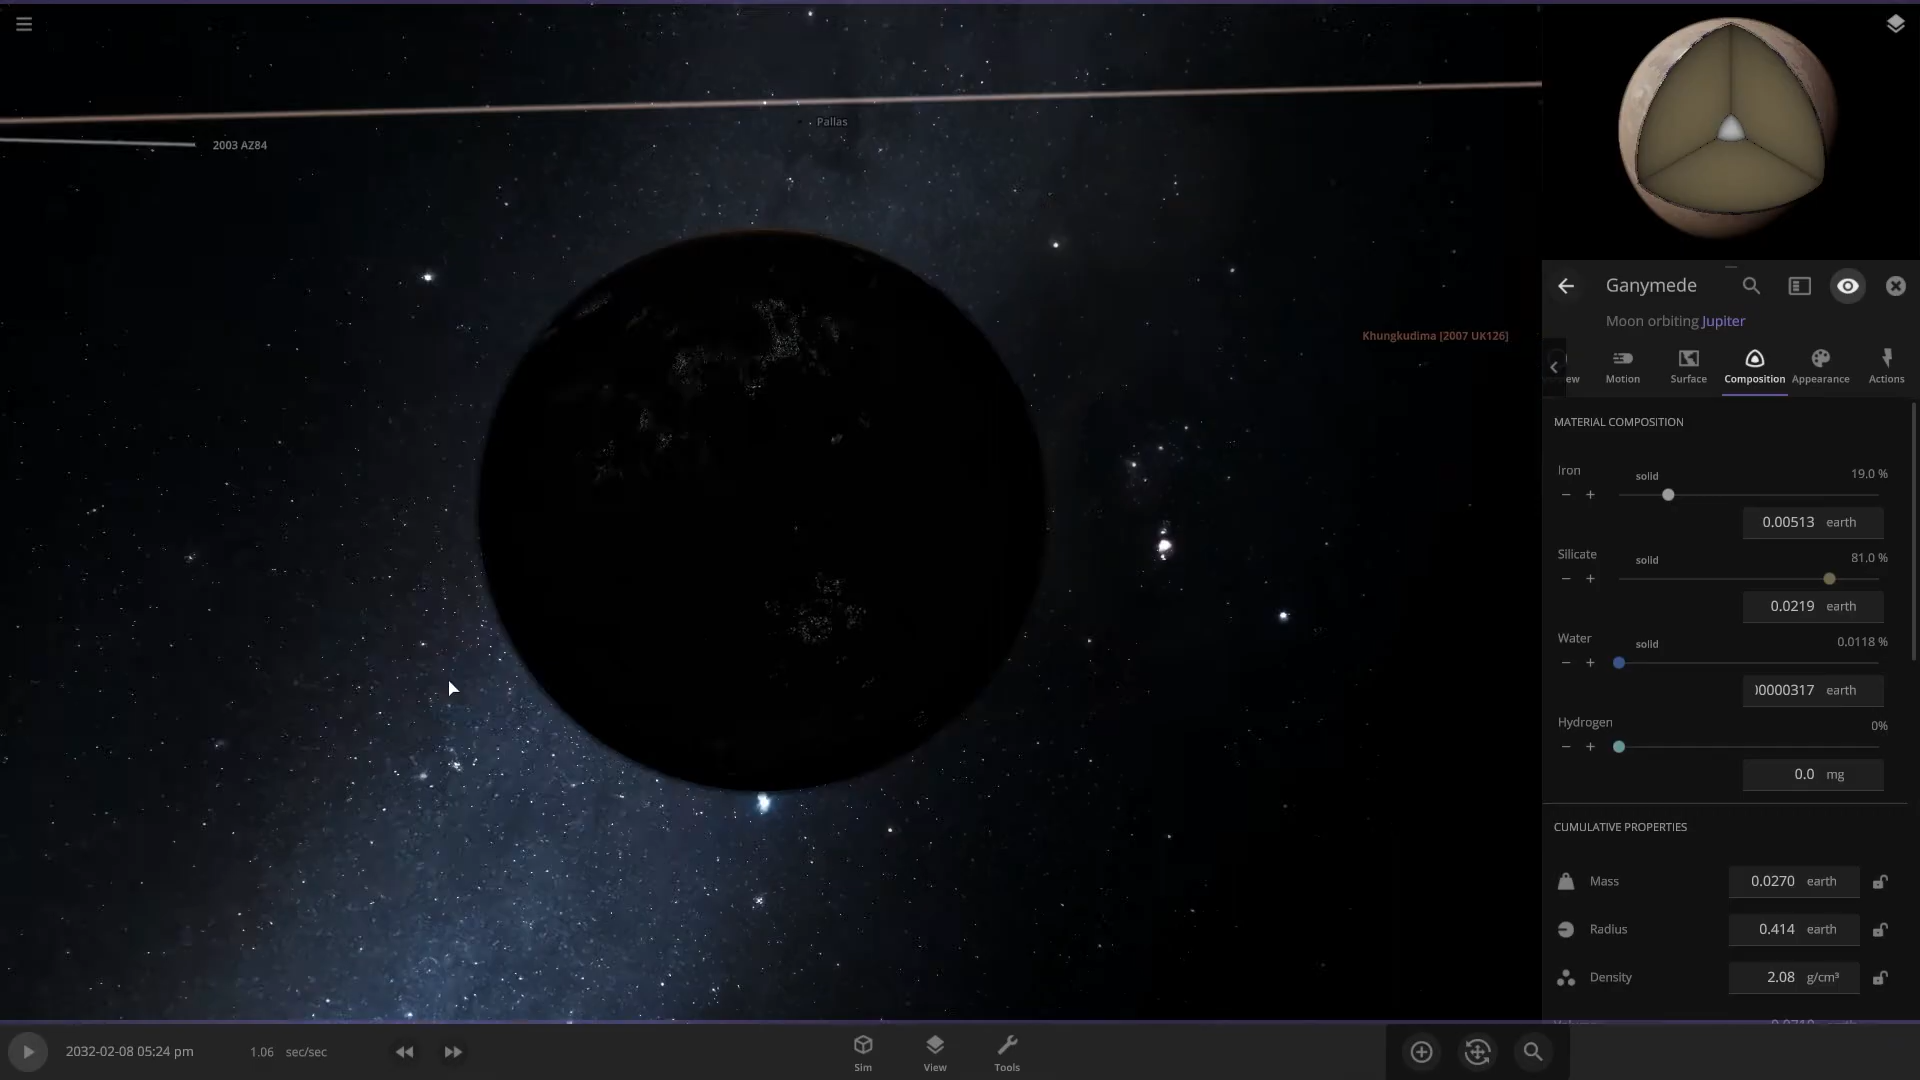 Pallas
2003 AZ84
Khungkudima [2007 UK126]
Ganymede
Moon orbiting Jupiter
ew
Motion
Surface
Composition
Appearance
Actions
MATERIAL COMPOSITION
Iron
solid
19.0 %
0.00513 earth
Silicate
solid
81.0 %
0.0219 earth
Water
solid
0.0118 %
00000317 earth
Hydrogen
0%
0.0 mg
CUMULATIVE PROPERTIES
Mass 0.0270 earth
Radius 0.414 earth
Density 2.08 g/cm³
2032-02-08 05:24 pm
1.06 sec/sec
Sim
View
Tools